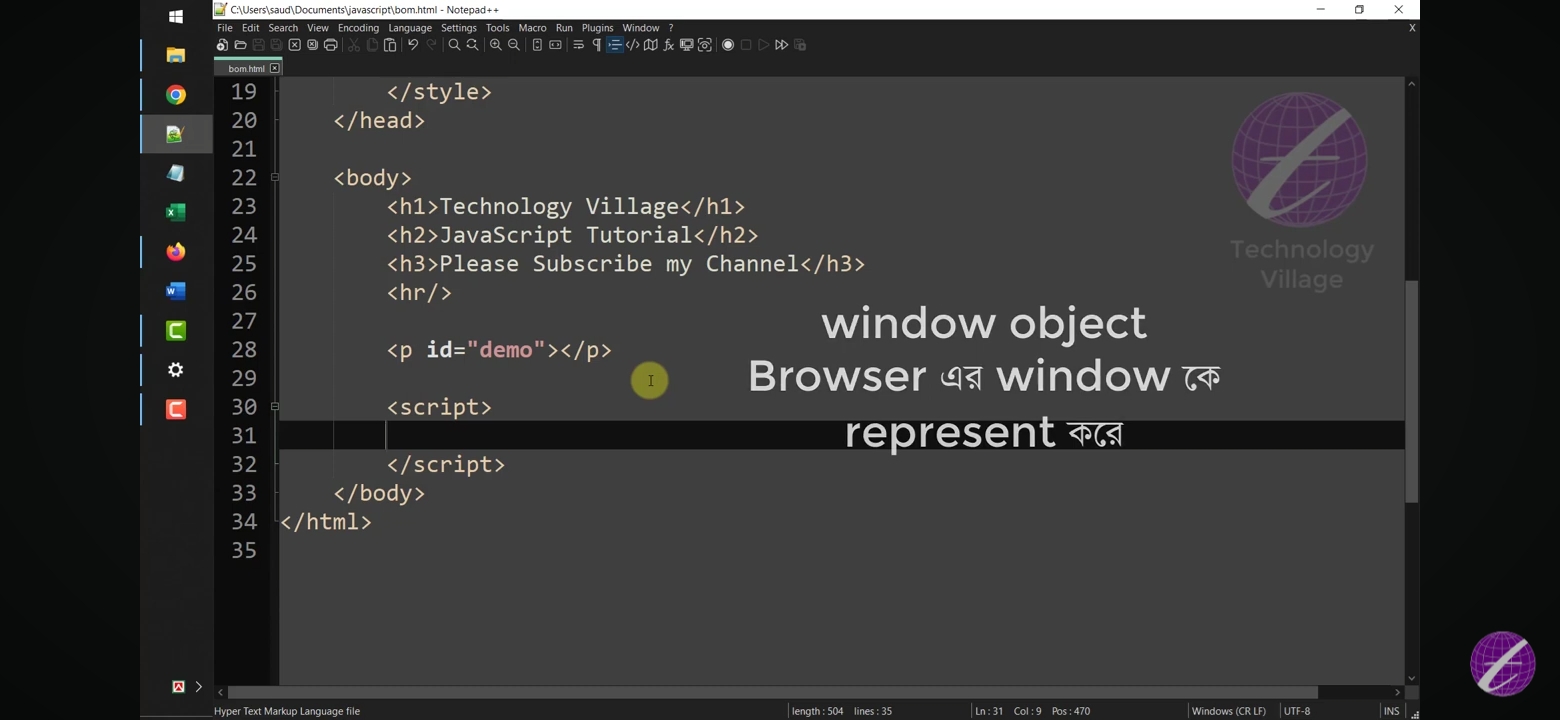 C:\Users\saud\Documents\javascript\bom.html - Notepad++
File Edit Search View Encoding Language Settings Tools Macro Run Plugins Window ? X
bom.html
19 </style>
20 </head>
21
22 <body>
23 <h1>Technology Village</h1>
24 <h2>JavaScript Tutorial</h2>
25 <h3>Please Subscribe my Channel</h3>
26 <hr/>
27
28 <p id="demo"></p>
29
30 <script>
31
32 </script>
33 </body>
34 </html>
35
Technology
Village
window object
Browser এর window কে
represent করে
Hyper Text Markup Language file length : 504 lines : 35 Ln : 31 Col : 9 Pos : 470 Windows (CR LF) UTF-8 INS